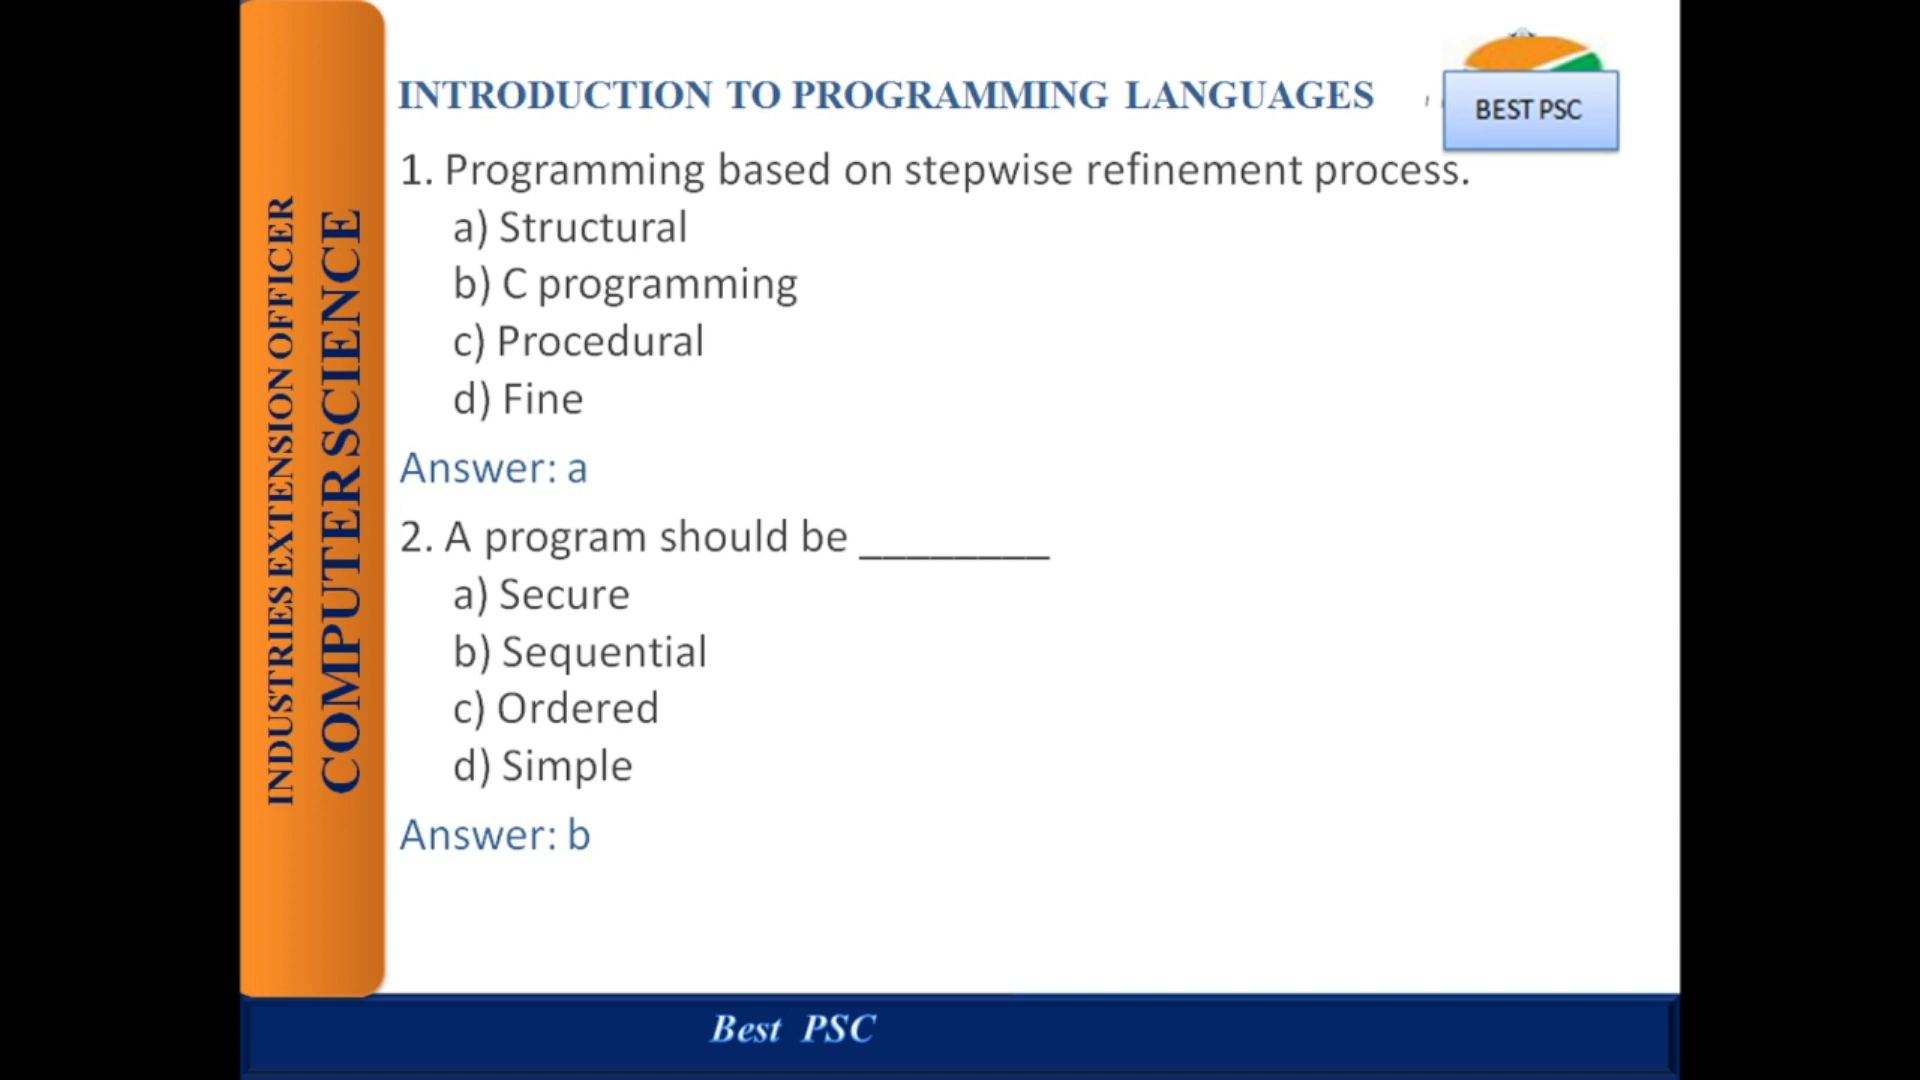 INDUSTRIES EXTENSION OFFICER
COMPUTER SCIENCE
INTRODUCTION TO PROGRAMMING LANGUAGES
BEST PSC
1. Programming based on stepwise refinement process.
a) Structural
b) C programming
c) Procedural
d) Fine
Answer: a
2. A program should be ________
a) Secure
b) Sequential
c) Ordered
d) Simple
Answer: b
Best PSC